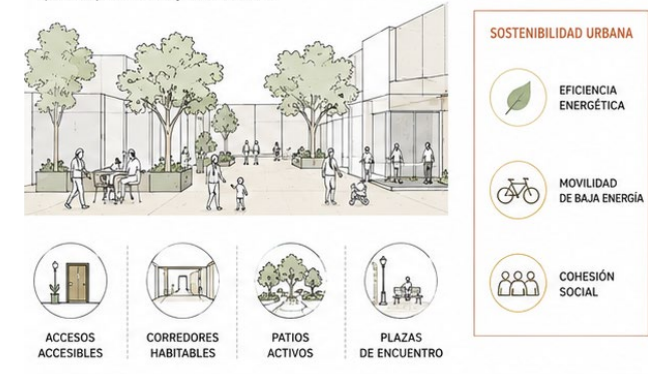 SOSTENIBILIDAD URBANA
EFICIENCIA
ENERGÉTICA
MOVILIDAD
DE BAJA ENERGÍA
COHESIÓN
SOCIAL
ACCESOS
ACCESIBLES
CORREDORES
HABITABLES
PATIOS
ACTIVOS
PLAZAS
DE ENCUENTRO